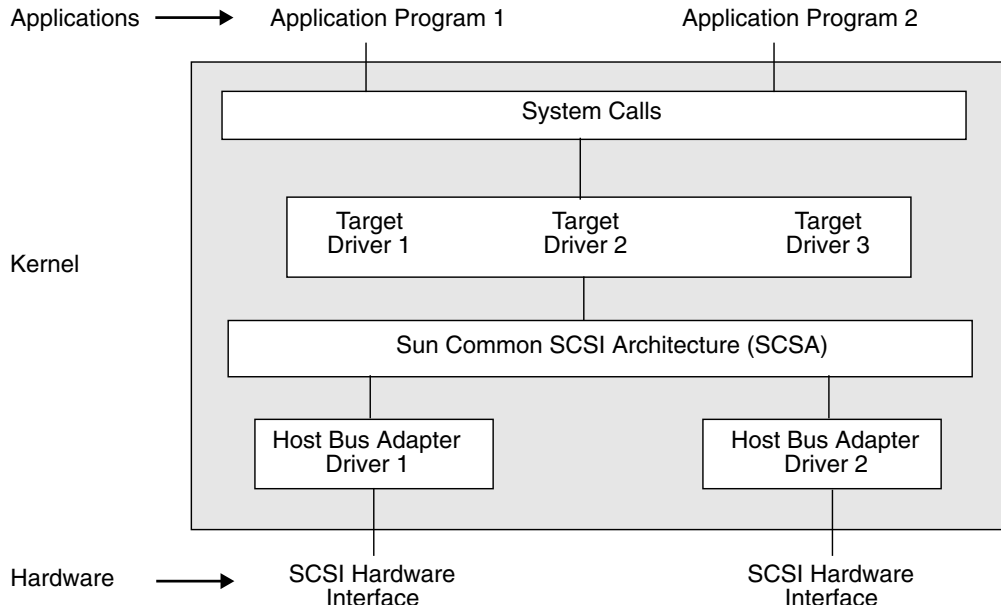 Applications
Application Program 1
Application Program 2
System Calls
Target
Driver 1
Target
Driver 2
Target
Driver 3
Kernel
Sun Common SCSI Architecture (SCSA)
Host Bus Adapter
Driver 1
Host Bus Adapter
Driver 2
Hardware
SCSI Hardware
Interface
SCSI Hardware
Interface